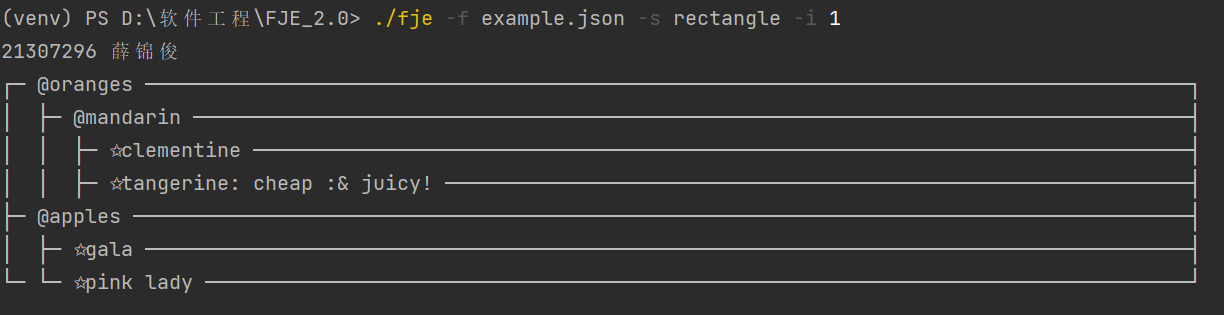 (venv) PS D:\软件工程\FJE_2.0> ./fje -f example.json -s rectangle -i 1
21307296 薛锦俊
┌─ @oranges ───────────────────────────────────────────────────────────────────────────────────────┐
│  ├─ @mandarin ───────────────────────────────────────────────────────────────────────────────────┤
│  │  ├─ ☆clementine ──────────────────────────────────────────────────────────────────────────────┤
│  │  ├─ ☆tangerine: cheap :& juicy! ──────────────────────────────────────────────────────────────┤
├─ @apples ────────────────────────────────────────────────────────────────────────────────────────┤
│  ├─ ☆gala ───────────────────────────────────────────────────────────────────────────────────────┤
└─ └─ ☆pink lady ──────────────────────────────────────────────────────────────────────────────────┘